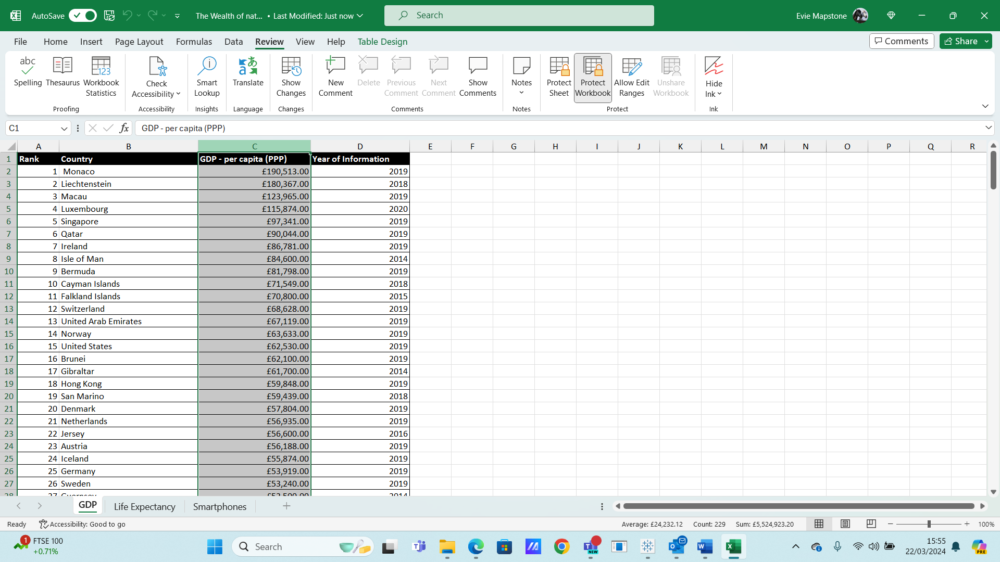 AutoSave The Wealth of nat... • Last Modified: Just now Search Evie Mapstone
File Home Insert Page Layout Formulas Data Review View Help Table Design Comments Share
abc
Spelling Thesaurus Workbook Statistics Check Accessibility Smart Lookup Translate Show Changes New Comment Delete Previous Comment Next Comment Show Comments Notes Protect Sheet Protect Workbook Allow Edit Ranges Unshare Workbook Hide Ink
Proofing Accessibility Insights Language Changes Comments Notes Protect Ink
C1 fx GDP - per capita (PPP)
A B C D E F G H I J K L M N O P Q R
1 Rank Country GDP - per capita (PPP) Year of Information
2 1 Monaco £190,513.00 2019
3 2 Liechtenstein £180,367.00 2018
4 3 Macau £123,965.00 2019
5 4 Luxembourg £115,874.00 2020
6 5 Singapore £97,341.00 2019
7 6 Qatar £90,044.00 2019
8 7 Ireland £86,781.00 2019
9 8 Isle of Man £84,600.00 2014
10 9 Bermuda £81,798.00 2019
11 10 Cayman Islands £71,549.00 2018
12 11 Falkland Islands £70,800.00 2015
13 12 Switzerland £68,628.00 2019
14 13 United Arab Emirates £67,119.00 2019
15 14 Norway £63,633.00 2019
16 15 United States £62,530.00 2019
17 16 Brunei £62,100.00 2019
18 17 Gibraltar £61,700.00 2014
19 18 Hong Kong £59,848.00 2019
20 19 San Marino £59,439.00 2018
21 20 Denmark £57,804.00 2019
22 21 Netherlands £56,935.00 2019
23 22 Jersey £56,600.00 2016
24 23 Austria £56,188.00 2019
25 24 Iceland £55,874.00 2019
26 25 Germany £53,919.00 2019
27 26 Sweden £53,240.00 2019
GDP Life Expectancy Smartphones
Ready Accessibility: Good to go Average: £24,232.12 Count: 229 Sum: £5,524,923.20 100%
1 FTSE 100 Search NEW PRE 15:55
+0.71% 22/03/2024